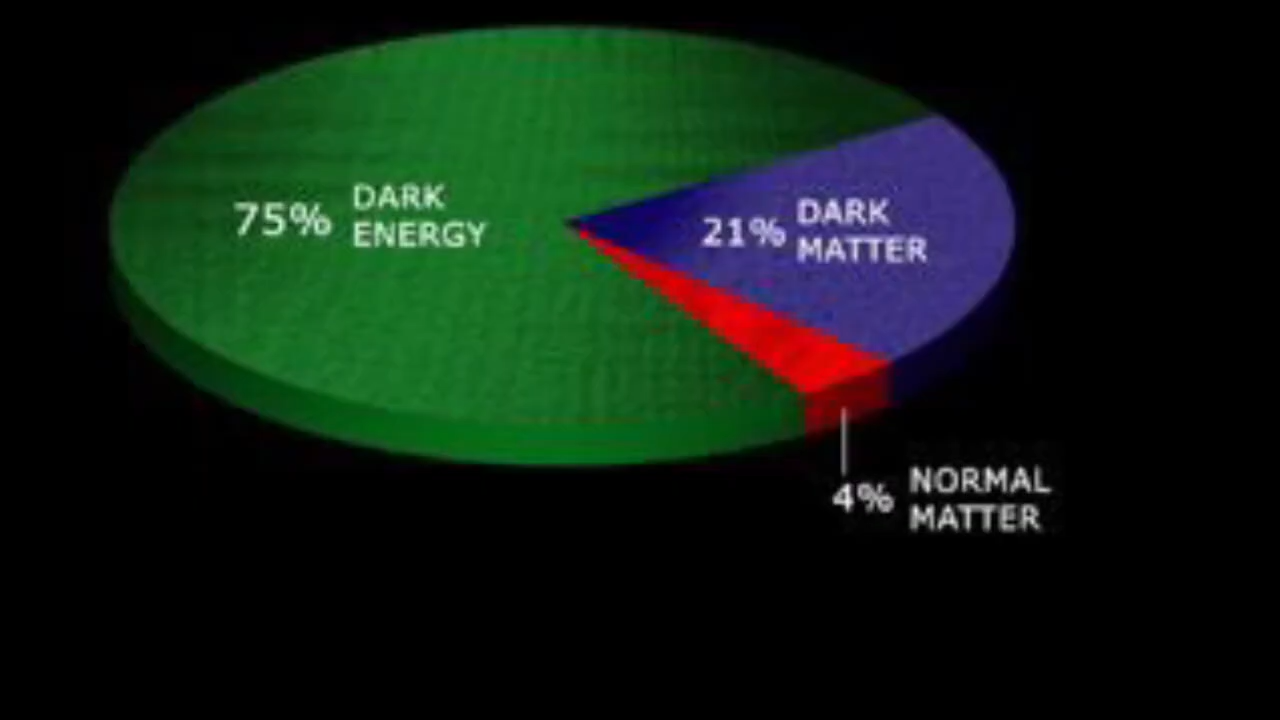 75% DARK
ENERGY
21% DARK
MATTER
4% NORMAL
MATTER